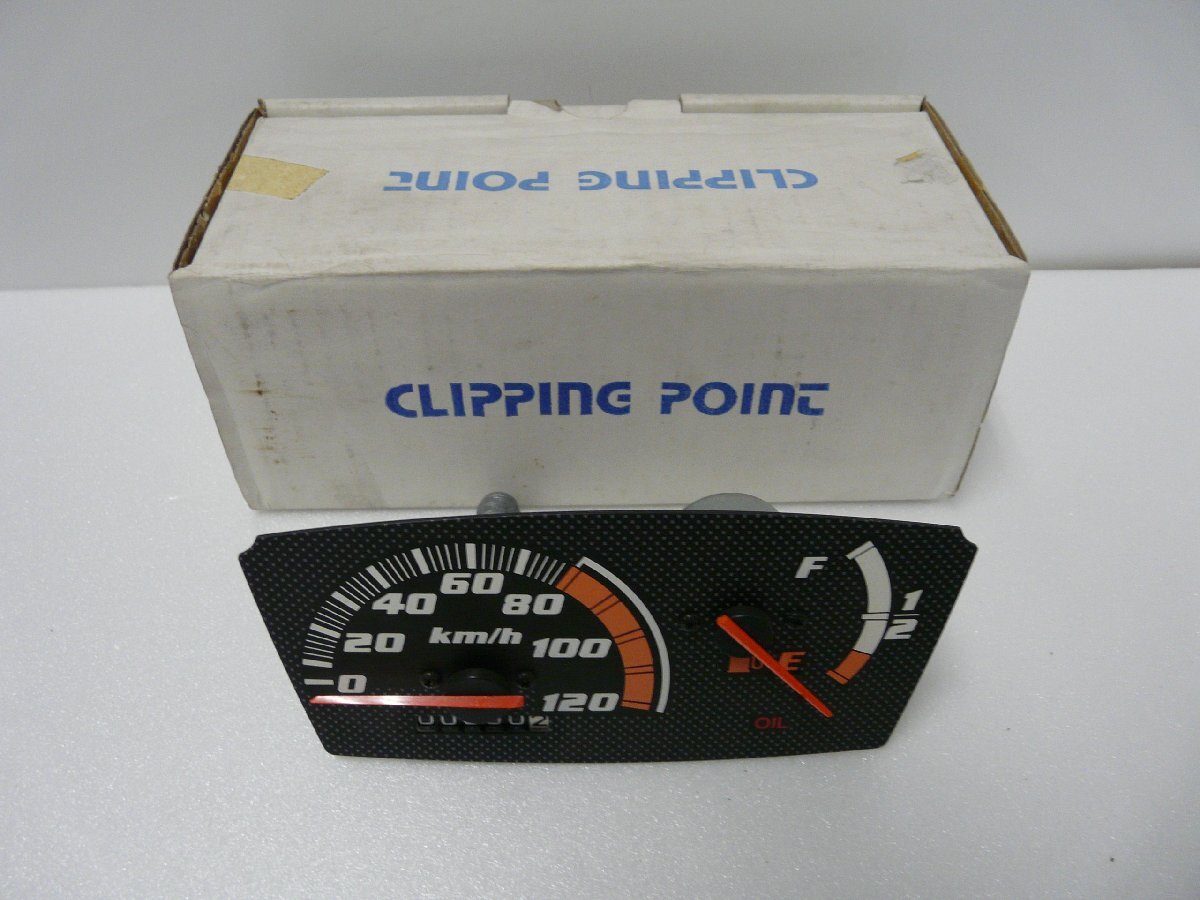 CLIPPING POINT
CLIPPING POINT
0
20
40
60
80
100
120
km/h
F
1/2
E
OIL